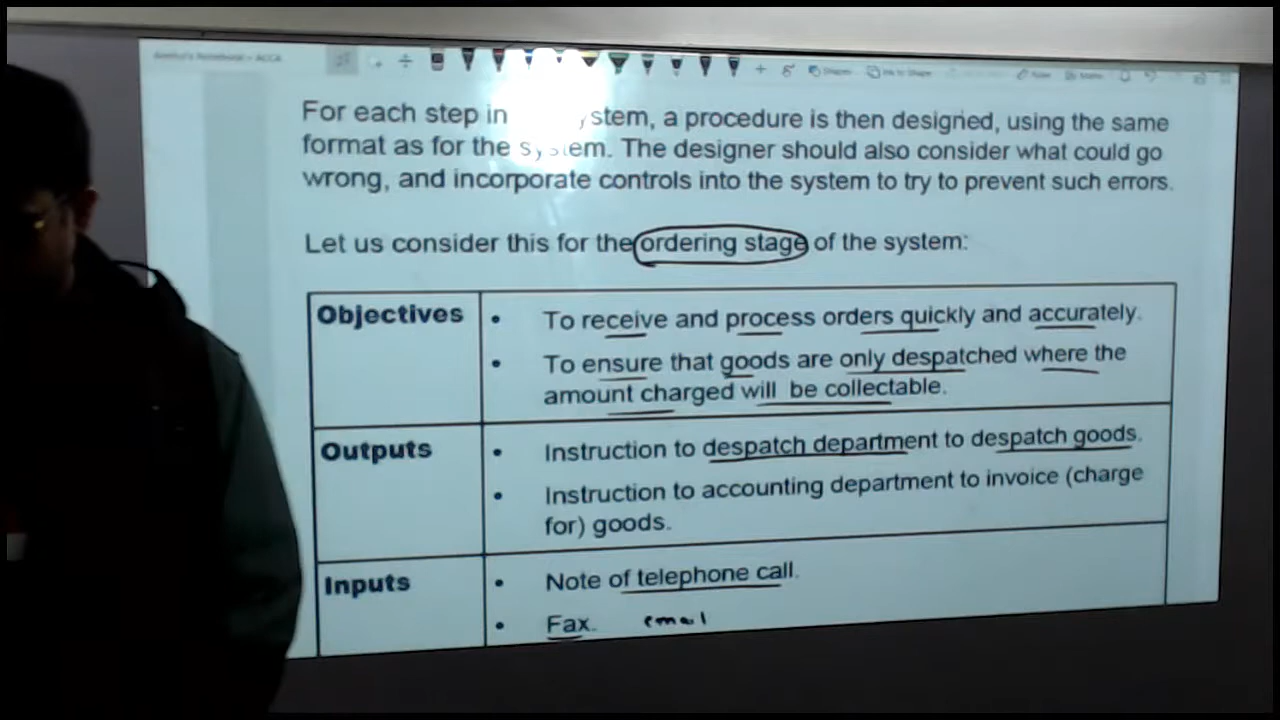 For each step in stem, a procedure is then designed, using the same
format as for the system. The designer should also consider what could go
wrong, and incorporate controls into the system to try to prevent such errors.
Let us consider this for the ordering stage of the system:
Objectives
• To receive and process orders quickly and accurately.
• To ensure that goods are only despatched where the
amount charged will be collectable.
Outputs
• Instruction to despatch department to despatch goods.
• Instruction to accounting department to invoice (charge
for) goods.
Inputs
• Note of telephone call.
• Fax. email